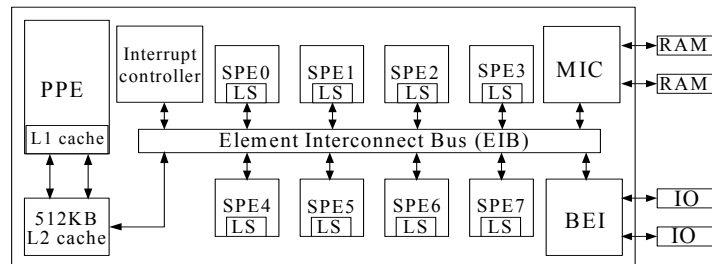 PPE
L1 cache
512KB
L2 cache
Interrupt
controller
SPE0
LS
SPE1
LS
SPE2
LS
SPE3
LS
MIC
RAM
RAM
Element Interconnect Bus (EIB)
SPE4
LS
SPE5
LS
SPE6
LS
SPE7
LS
BEI
IO
IO